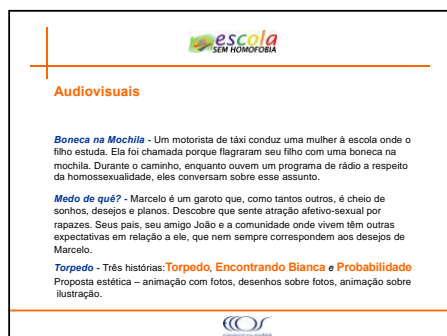 escola
SEM HOMOFOBIA
Audiovisuais
Boneca na Mochila - Um motorista de táxi conduz uma mulher à escola onde o
filho estuda. Ela foi chamada porque flagraram seu filho com uma boneca na
mochila. Durante o caminho, enquanto ouvem um programa de rádio a respeito
da homossexualidade, eles conversam sobre esse assunto.
Medo de quê? - Marcelo é um garoto que, como tantos outros, é cheio de
sonhos, desejos e planos. Descobre que sente atração afetivo-sexual por
rapazes. Seus pais, seu amigo João e a comunidade onde vivem têm outras
expectativas em relação a ele, que nem sempre correspondem aos desejos de
Marcelo.
Torpedo - Três histórias:Torpedo, Encontrando Bianca e Probabilidade
Proposta estética – animação com fotos, desenhos sobre fotos, animação sobre
ilustração.